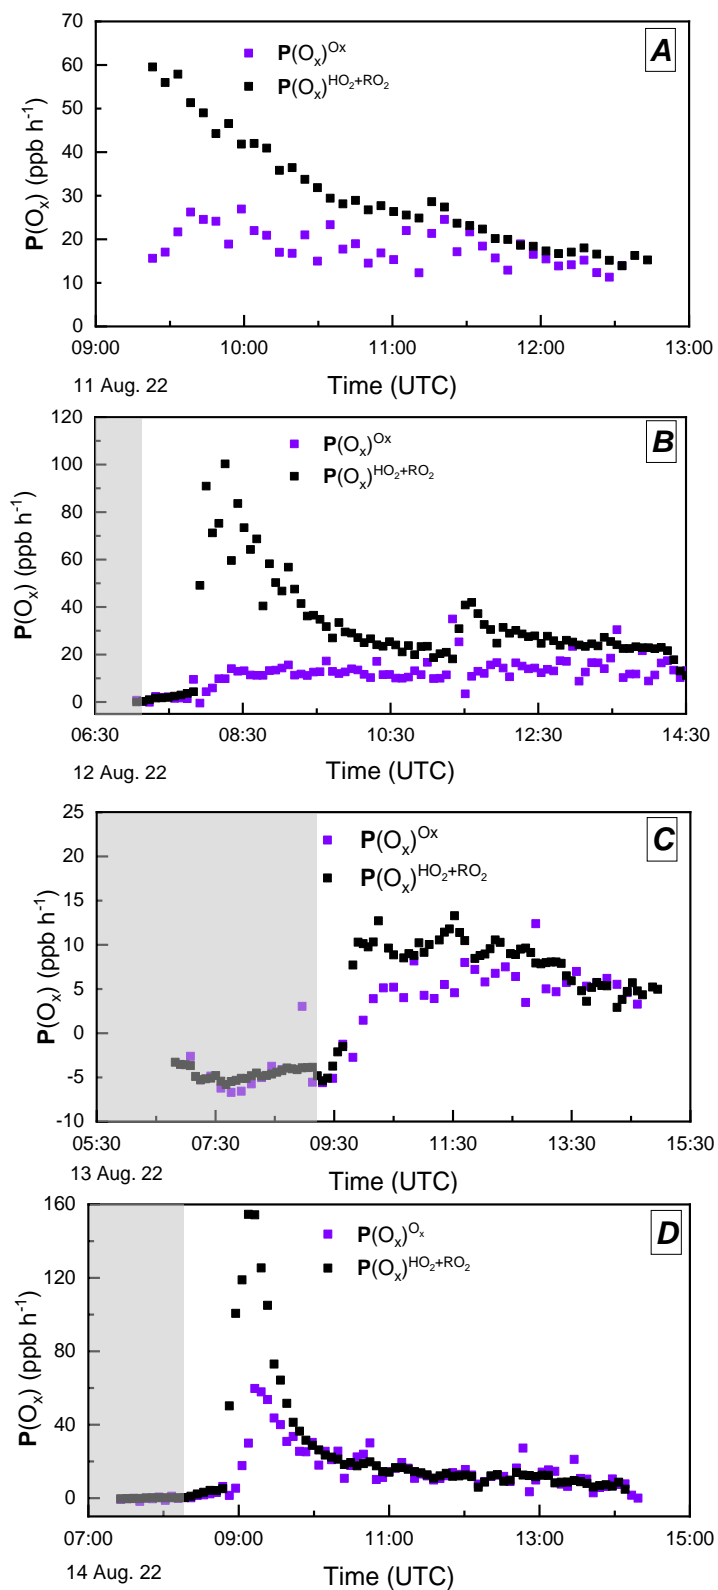 A
P(Oₓ)ᴼˣ
P(Oₓ)^HO₂+RO₂
P(Oₓ) (ppb h⁻¹)
70
60
50
40
30
20
10
0
09:00 10:00 11:00 12:00 13:00
11 Aug. 22
Time (UTC)
B
P(Oₓ)ᴼˣ
P(Oₓ)^HO₂+RO₂
P(Oₓ) (ppb h⁻¹)
120
100
80
60
40
20
0
06:30 08:30 10:30 12:30 14:30
12 Aug. 22
Time (UTC)
C
P(Oₓ)ᴼˣ
P(Oₓ)^HO₂+RO₂
P(Oₓ) (ppb h⁻¹)
25
20
15
10
5
0
-5
-10
05:30 07:30 09:30 11:30 13:30 15:30
13 Aug. 22
Time (UTC)
D
P(Oₓ)^Oₓ
P(Oₓ)^HO₂+RO₂
P(Oₓ) (ppb h⁻¹)
160
120
80
40
0
07:00 09:00 11:00 13:00 15:00
14 Aug. 22
Time (UTC)